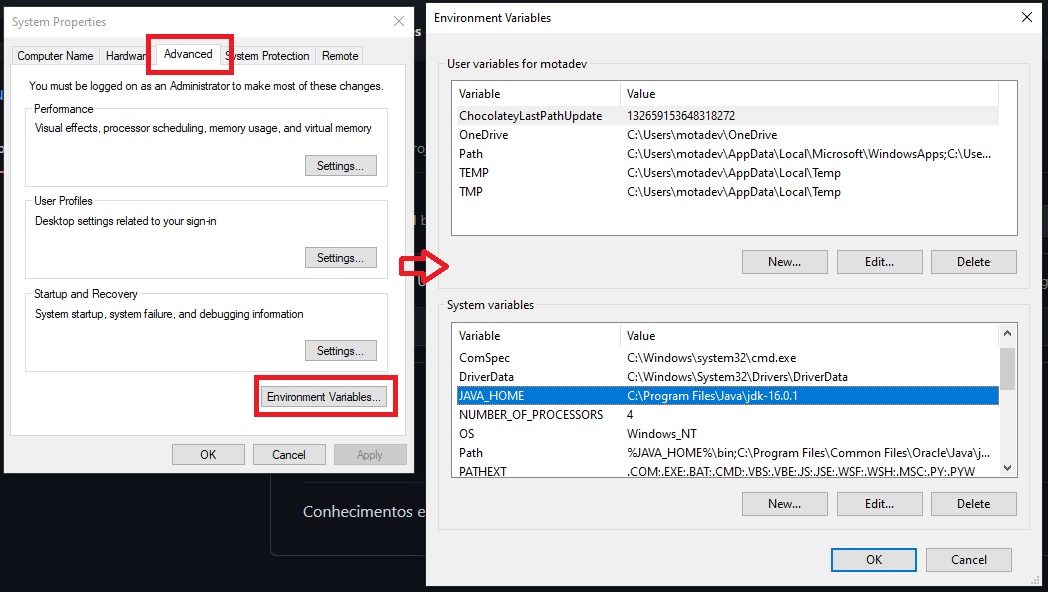 System Properties
Computer Name
Hardwar
Advanced
System Protection
Remote
You must be logged on as an Administrator to make most of these changes.
Performance
Visual effects, processor scheduling, memory usage, and virtual memory
Settings...
User Profiles
Desktop settings related to your sign-in
Settings...
Startup and Recovery
System startup, system failure, and debugging information
Settings...
Environment Variables...
OK
Cancel
Apply
Conhecimentos e
Environment Variables
User variables for motadev
Variable Value
ChocolateyLastPathUpdate 132659153648318272
OneDrive C:\Users\motadev\OneDrive
Path C:\Users\motadev\AppData\Local\Microsoft\WindowsApps;C:\Use...
TEMP C:\Users\motadev\AppData\Local\Temp
TMP C:\Users\motadev\AppData\Local\Temp
New...
Edit...
Delete
System variables
Variable Value
ComSpec C:\Windows\system32\cmd.exe
DriverData C:\Windows\System32\Drivers\DriverData
JAVA_HOME C:\Program Files\Java\jdk-16.0.1
NUMBER_OF_PROCESSORS 4
OS Windows_NT
Path %JAVA_HOME%\bin;C:\Program Files\Common Files\Oracle\Java\j...
PATHEXT .COM;.EXE;.BAT;.CMD;.VBS;.VBE;.JS;.JSE;.WSF;.WSH;.MSC;.PY;.PYW
New...
Edit...
Delete
OK
Cancel